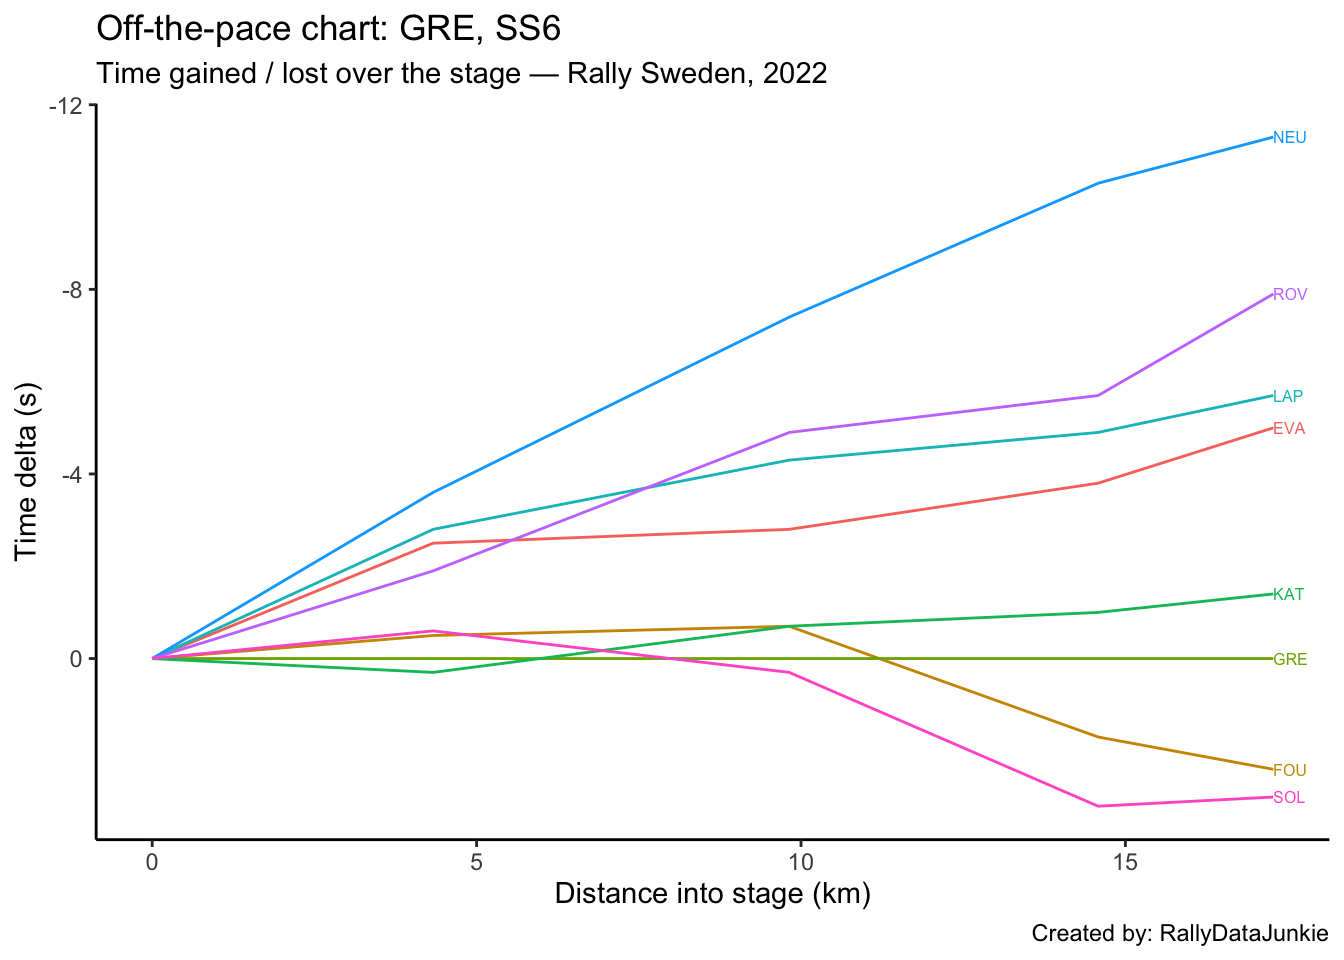 Off-the-pace chart: GRE, SS6
Time gained / lost over the stage — Rally Sweden, 2022
-12
-8
-4
0
Time delta (s)
NEU
ROV
LAP
EVA
KAT
GRE
FOU
SOL
0 5 10 15
Distance into stage (km)
Created by: RallyDataJunkie